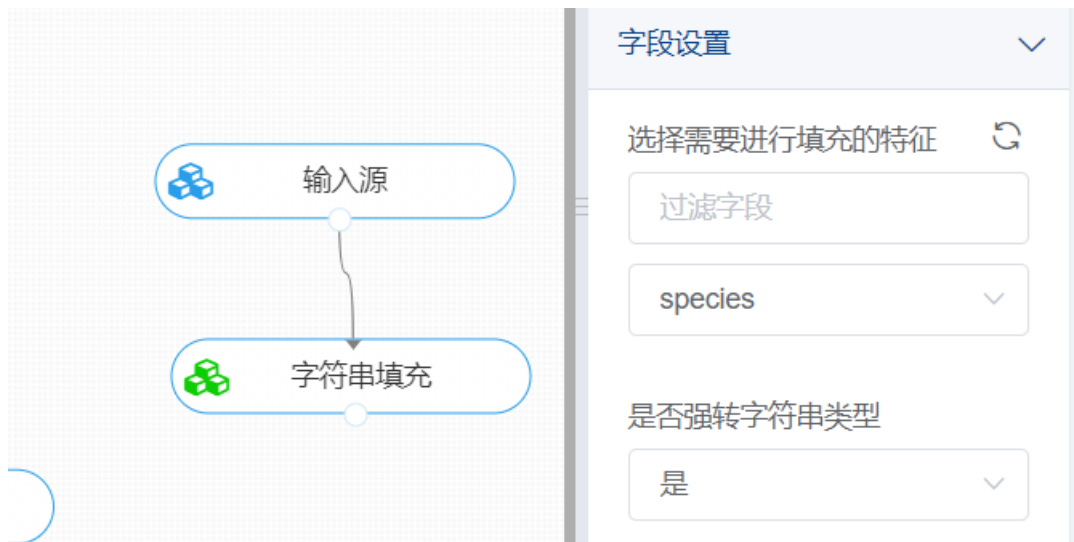 输入源
字符串填充
字段设置
选择需要进行填充的特征
过滤字段
species
是否强转字符串类型
是